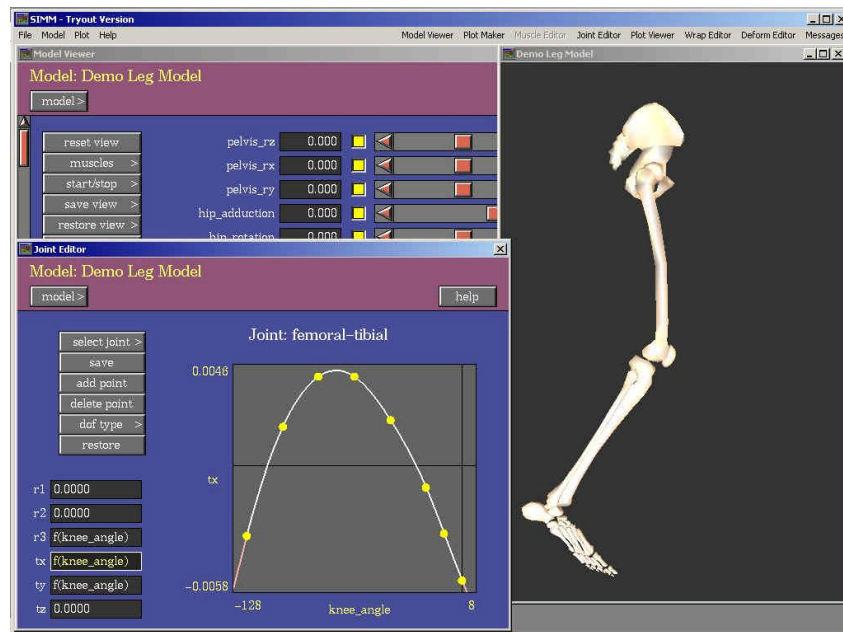 SIMM - Tryout Version
File Model Plot Help Model Viewer Plot Maker Muscle Editor Joint Editor Plot Viewer Wrap Editor Deform Editor Messages
Model Viewer
Demo Leg Model
Model: Demo Leg Model
model >
reset view
muscles >
start/stop >
save view >
restore view >
pelvis_rz 0.000
pelvis_rx 0.000
pelvis_ry 0.000
hip_adduction 0.000
hip_rotation 0.000
Joint Editor
Model: Demo Leg Model
model >
help
select joint >
save
add point
delete point
dof type >
restore
r1 0.0000
r2 0.0000
r3 f(knee_angle)
tx f(knee_angle)
ty f(knee_angle)
tz 0.0000
Joint: femoral-tibial
0.0046
tx
-0.0058
-128
knee_angle
8